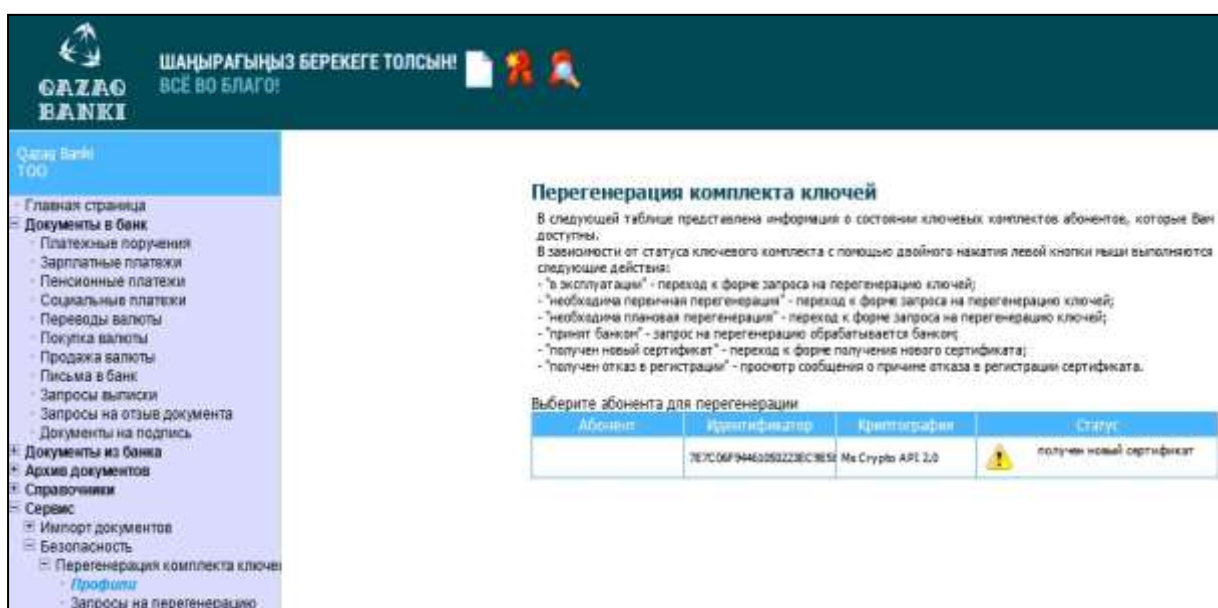 QAZAQ
BANKI
ШАҢЫРАҒЫҢЫЗ БЕРЕКЕГЕ ТОЛСЫН!
ВСЁ ВО БЛАГО!
Qazaq Banki
ТОО
Главная страница
Документы в банк
Платежные поручения
Зарплатные платежи
Пенсионные платежи
Социальные платежи
Переводы валюты
Покупка валюты
Продажа валюты
Письма в банк
Запросы выписки
Запросы на отзыв документа
Документы на подпись
Документы из банка
Архив документов
Справочники
Сервис
Импорт документов
Безопасность
Перегенерация комплекта ключей
Профили
Запросы на перегенерацию
Перегенерация комплекта ключей
В следующей таблице представлена информация о состоянии ключевых комплектов абонентов, которые Вам
доступны.
В зависимости от статуса ключевого комплекта с помощью двойного нажатия левой кнопки мыши выполняются
следующие действия:
- "в эксплуатации" - переход к форме запроса на перегенерацию ключей;
- "необходима первичная перегенерация" - переход к форме запроса на перегенерацию ключей;
- "необходима плановая перегенерация" - переход к форме запроса на перегенерацию ключей;
- "принят банком" - запрос на перегенерацию обрабатывается банком;
- "получен новый сертификат" - переход к форме получения нового сертификата;
- "получен отказ в регистрации" - просмотр сообщения о причине отказа в регистрации сертификата.
Выберите абонента для перегенерации
Абонент Идентификатор Криптография Статус
Ms Crypto API 2.0 получен новый сертификат